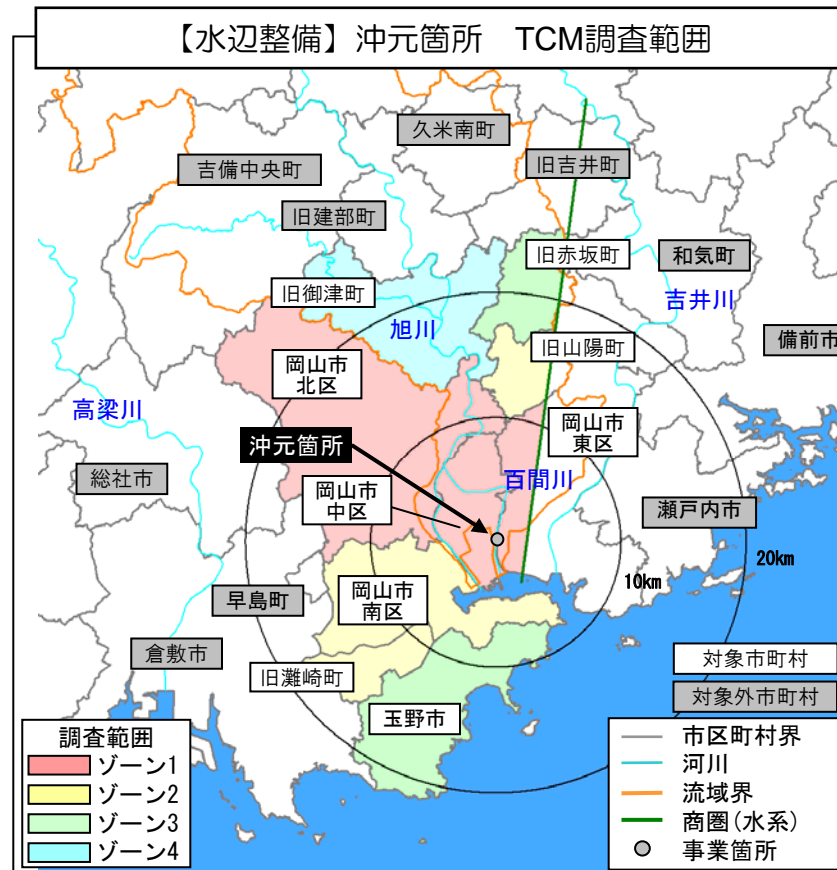 【水辺整備】沖元箇所 TCM調査範囲
久米南町
吉備中央町
旧吉井町
旧建部町
旧赤坂町
和気町
旧御津町
吉井川
旭川
備前市
旧山陽町
岡山市
北区
高梁川
岡山市
東区
沖元箇所
百間川
総社市
岡山市
中区
瀬戸内市
20km
10km
早島町
岡山市
南区
倉敷市
旧灘崎町
玉野市
対象市町村
対象外市町村
調査範囲
ゾーン1
ゾーン2
ゾーン3
ゾーン4
市区町村界
河川
流域界
商圏(水系)
事業箇所